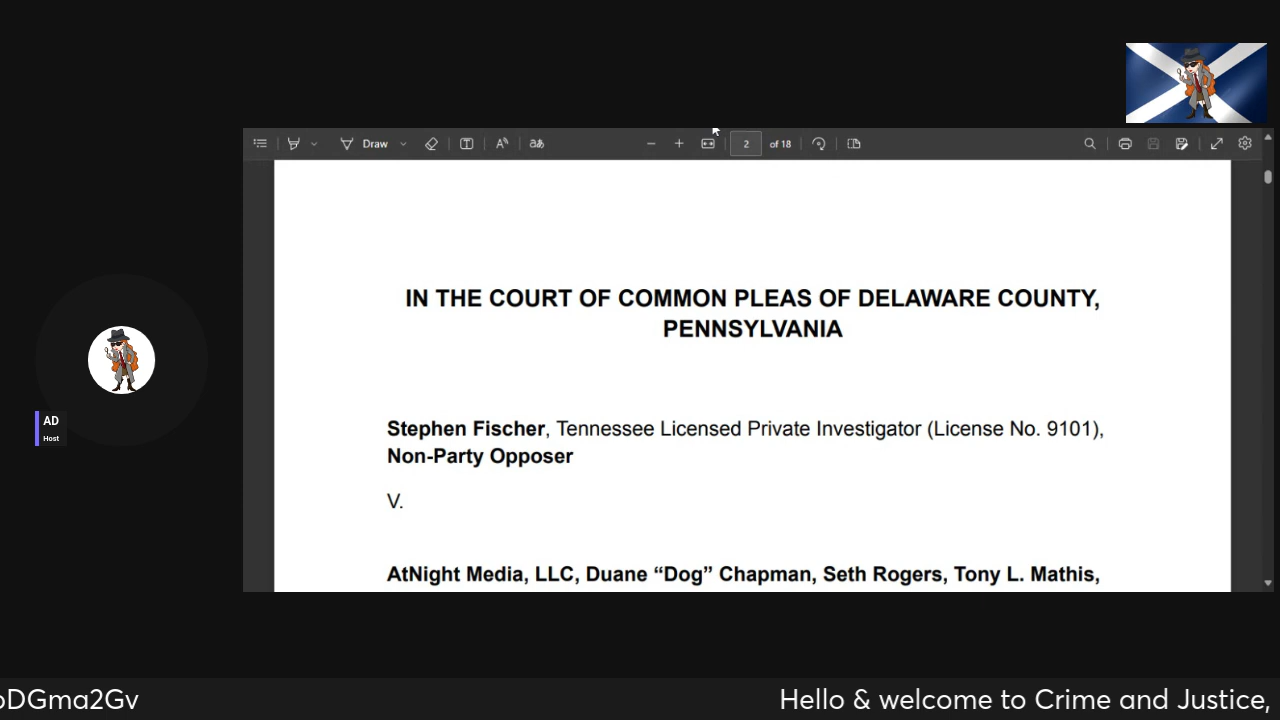 Draw
2
of 18
IN THE COURT OF COMMON PLEAS OF DELAWARE COUNTY,
PENNSYLVANIA
Stephen Fischer, Tennessee Licensed Private Investigator (License No. 9101),
Non-Party Opposer
V.
AtNight Media, LLC, Duane “Dog” Chapman, Seth Rogers, Tony L. Mathis,
AD
Host
Hello & welcome to Crime and Justice,